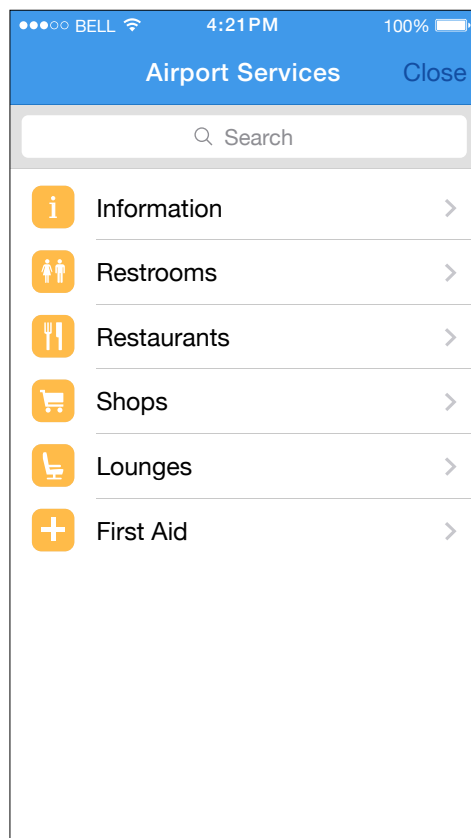 BELL 4:21PM 100%
Airport Services Close
Search
i Information
Restrooms
Restaurants
Shops
Lounges
First Aid